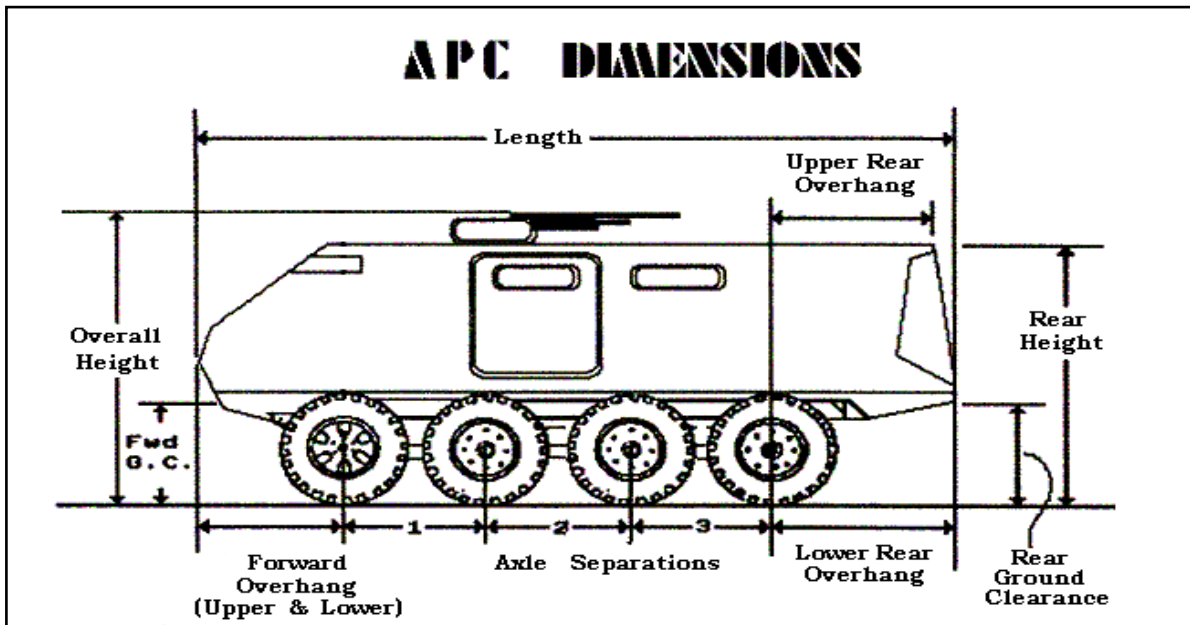 APC DIMENSIONS
Length
Upper Rear
Overhang
Overall
Height
Rear
Height
Fwd
G.C.
1
2
3
Forward
Overhang
(Upper & Lower)
Axle Separations
Lower Rear
Overhang
Rear
Ground
Clearance